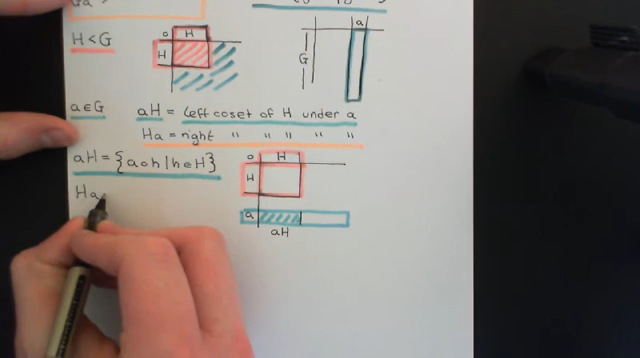 H<G
o H
H
a
G
a∈G aH = Left coset of H under a
Ha = right " " " " "
aH = {a∘h | h∈H}
o H
H
Ha
a
aH